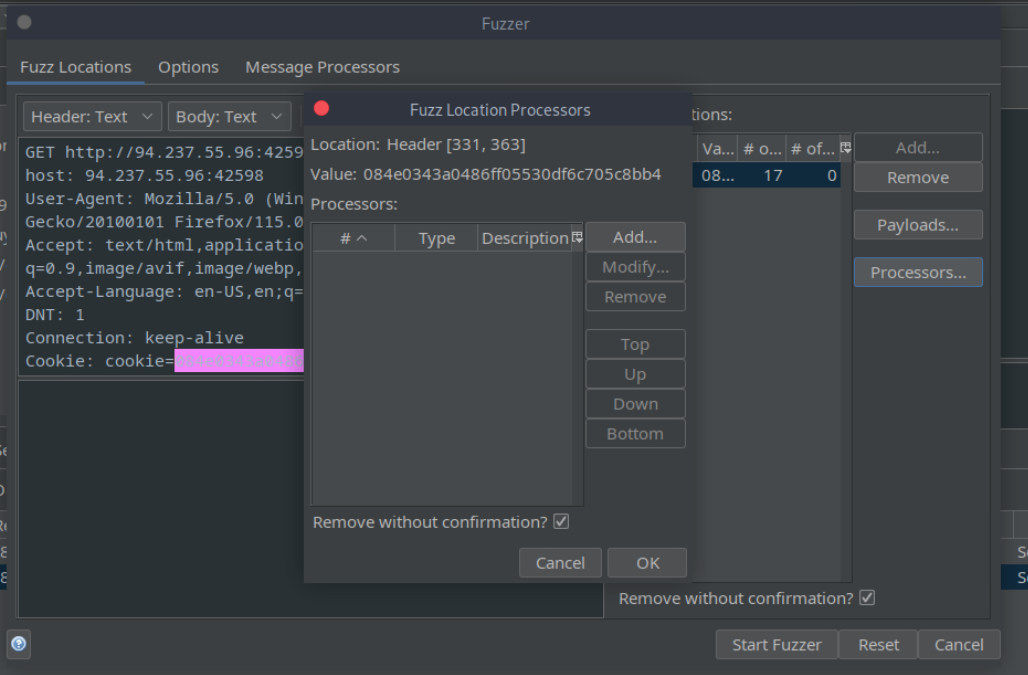 Fuzzer
Fuzz Locations Options Message Processors
Header: Text Body: Text
GET http://94.237.55.96:4259
host: 94.237.55.96:42598
User-Agent: Mozilla/5.0 (Win
Gecko/20100101 Firefox/115.0
Accept: text/html,applicatio
q=0.9,image/avif,image/webp,
Accept-Language: en-US,en;q=
DNT: 1
Connection: keep-alive
Cookie: cookie=
Fuzz Location Processors
Location: Header [331, 363]
Value: 084e0343a0486ff05530df6c705c8bb4
Processors:
# Type Description
Add...
Modify...
Remove
Top
Up
Down
Bottom
Remove without confirmation?
Cancel OK
tions:
Va... # o... # of...
08... 17 0
Add...
Remove
Payloads...
Processors...
Remove without confirmation?
Start Fuzzer Reset Cancel